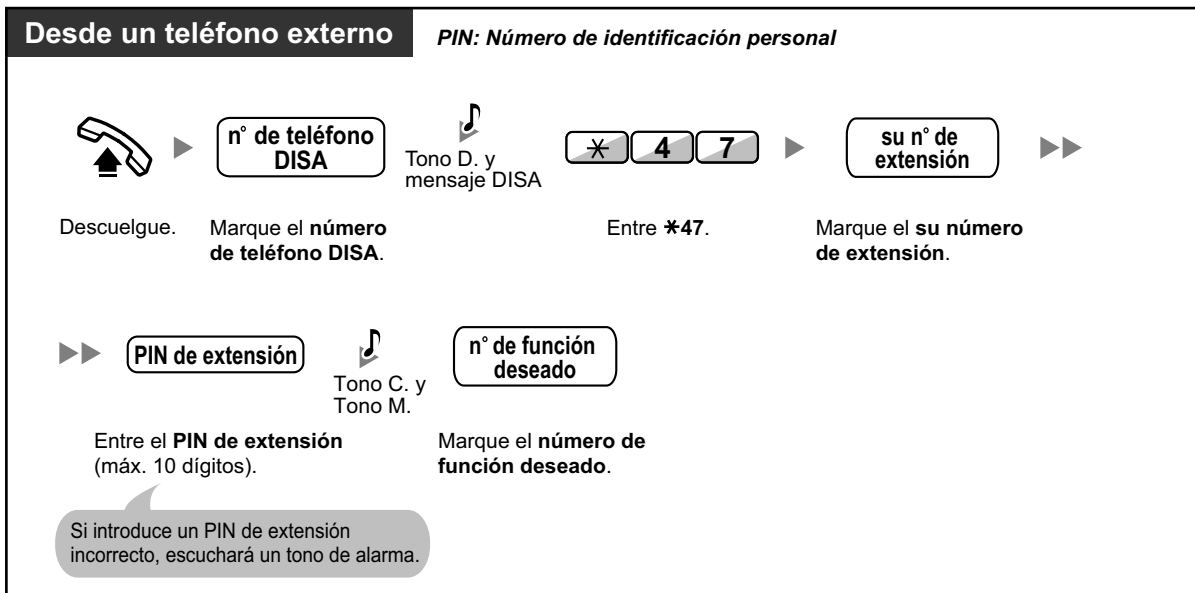 Desde un teléfono externo
PIN: Número de identificación personal
n° de teléfono
DISA
Tono D. y
mensaje DISA
* 4 7
su n° de
extensión
Descuelgue.
Marque el número
de teléfono DISA.
Entre *47.
Marque el su número
de extensión.
PIN de extensión
Tono C. y
Tono M.
n° de función
deseado
Entre el PIN de extensión
(máx. 10 dígitos).
Marque el número de
función deseado.
Si introduce un PIN de extensión
incorrecto, escuchará un tono de alarma.